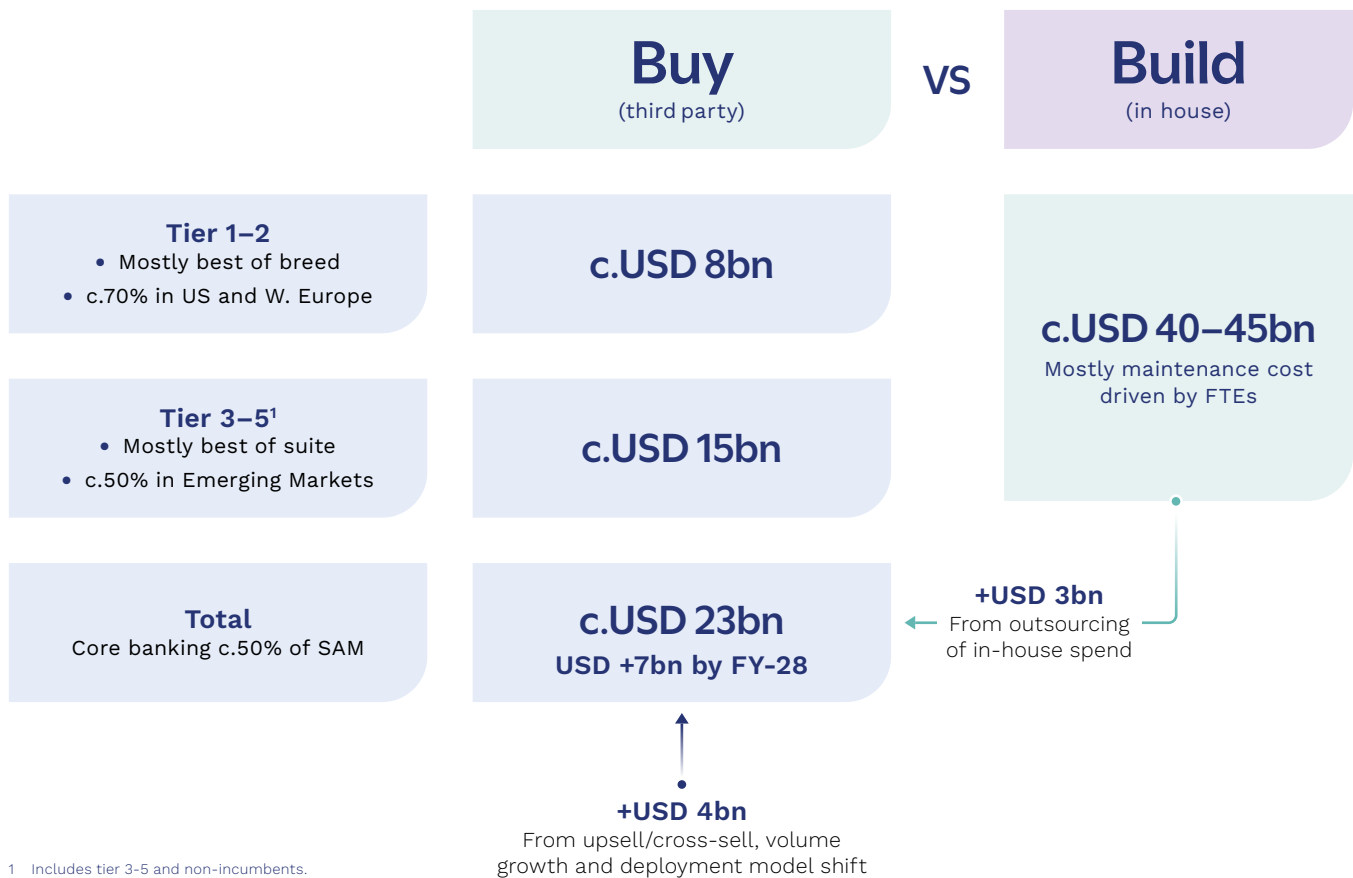 Buy
(third party)
VS
Build
(in house)
Tier 1–2
• Mostly best of breed
• c.70% in US and W. Europe
c.USD 8bn
c.USD 40–45bn
Mostly maintenance cost
driven by FTEs
Tier 3–5¹
• Mostly best of suite
• c.50% in Emerging Markets
c.USD 15bn
Total
Core banking c.50% of SAM
c.USD 23bn
USD +7bn by FY-28
+USD 3bn
From outsourcing
of in-house spend
+USD 4bn
From upsell/cross-sell, volume
growth and deployment model shift
1 Includes tier 3-5 and non-incumbents.